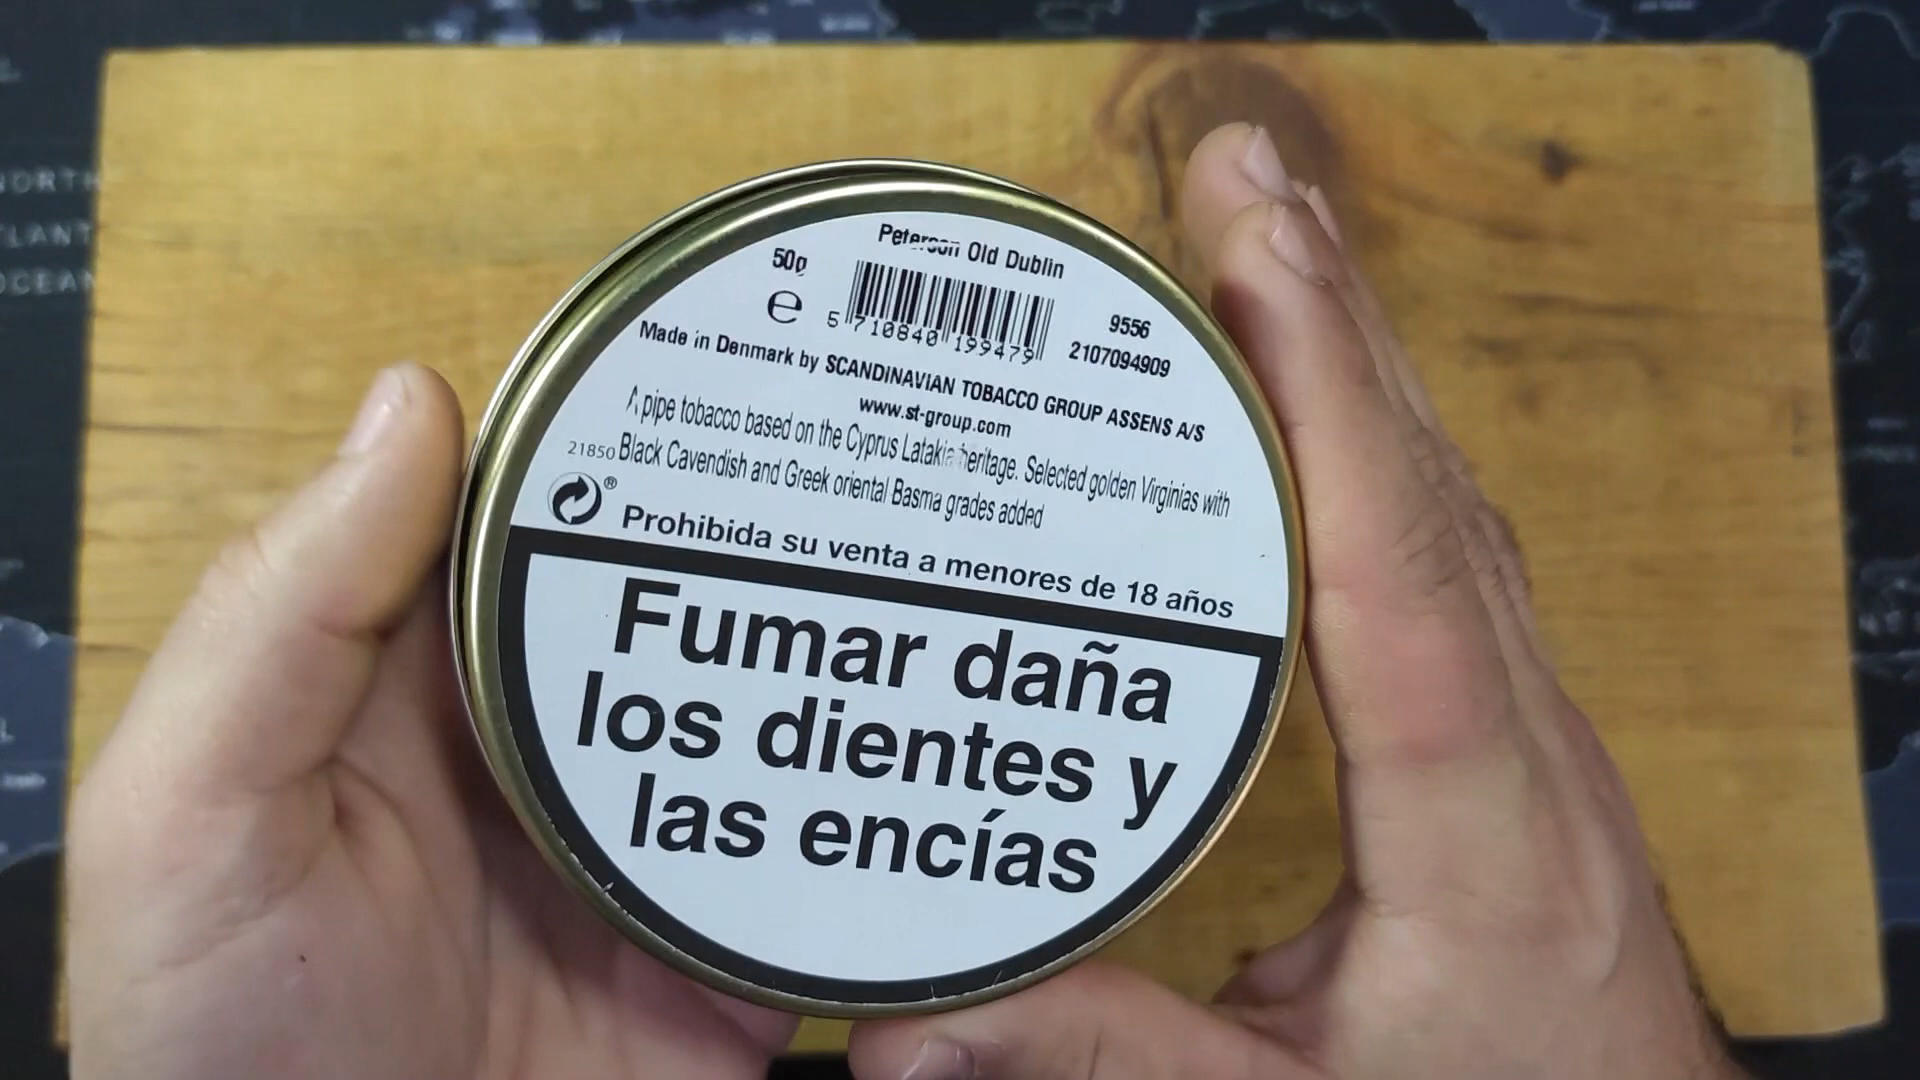 Peterson Old Dublin
50g
e
5 710840 199479
9556
2107094909
Made in Denmark by SCANDINAVIAN TOBACCO GROUP ASSENS A/S
www.st-group.com
A pipe tobacco based on the Cyprus Latakia heritage. Selected golden Virginias with
21850 Black Cavendish and Greek oriental Basma grades added
®
Prohibida su venta a menores de 18 años
Fumar daña
los dientes y
las encías
NORTH
OCEAN